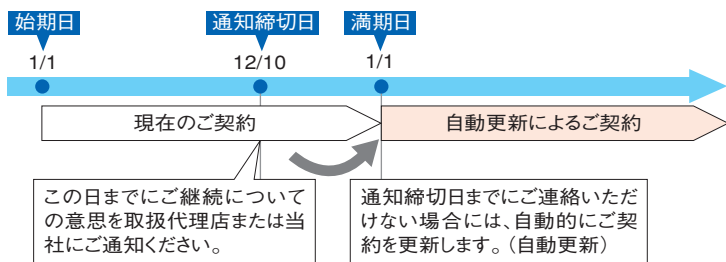 始期日 通知締切日 満期日
1/1 12/10 1/1
現在のご契約 自動更新によるご契約
この日までにご継続について
の意思を取扱代理店または当
社にご通知ください。
通知締切日までにご連絡いただ
けない場合には、自動的にご契
約を更新します。（自動更新）